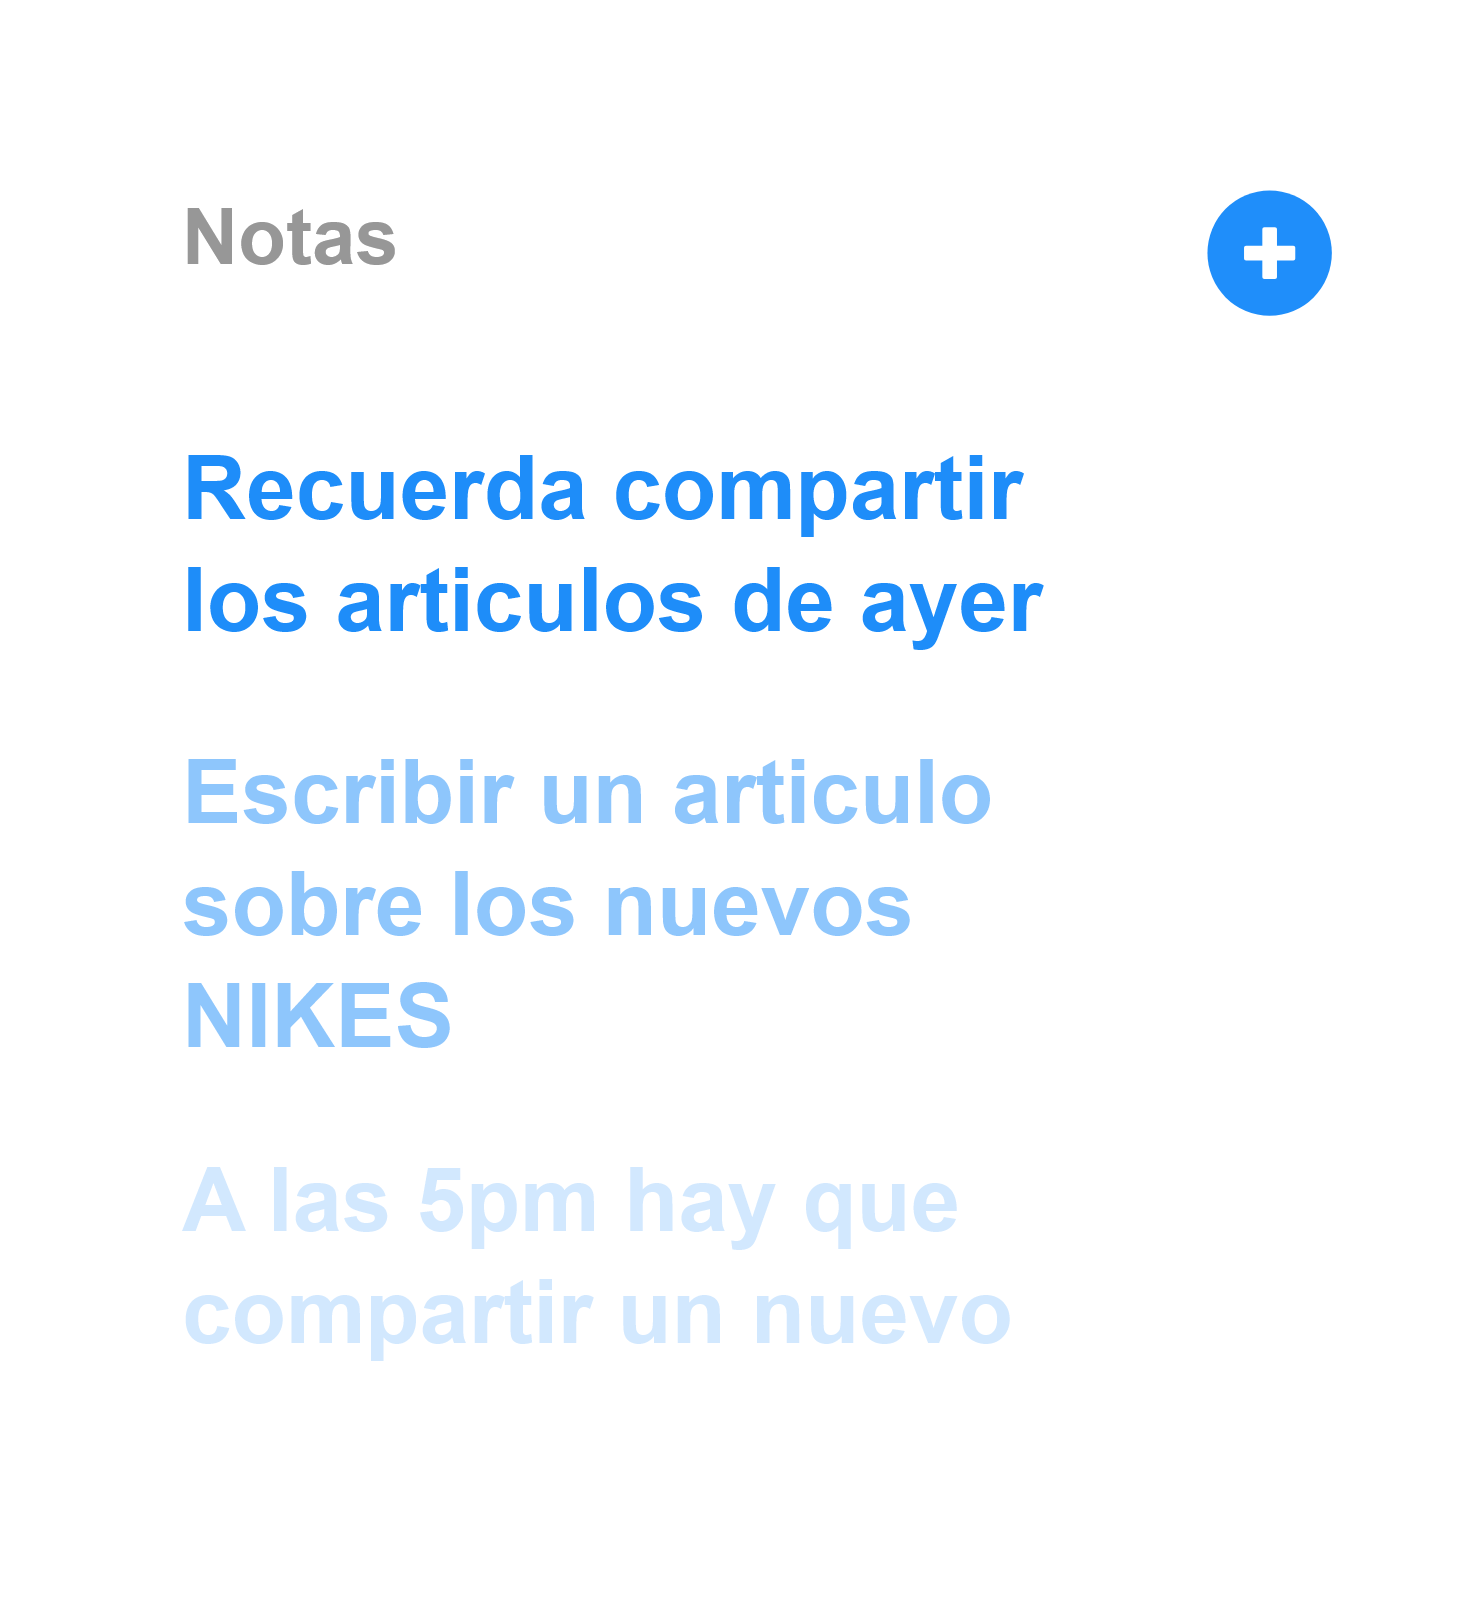 Notas
Recuerda compartir
los articulos de ayer
Escribir un articulo
sobre los nuevos
NIKES
A las 5pm hay que
compartir un nuevo